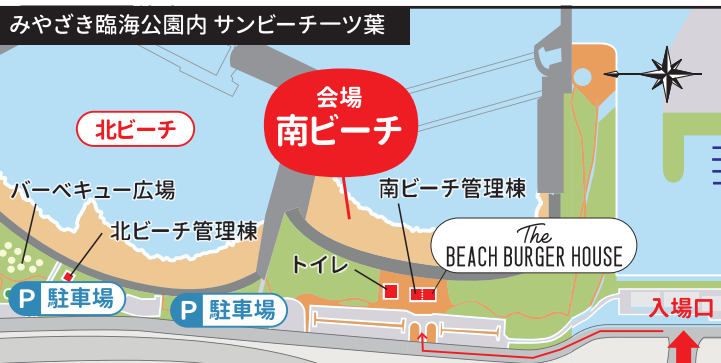 みやざき臨海公園内 サンビーチ一ツ葉
会場
南ビーチ
北ビーチ
バーベキュー広場
南ビーチ管理棟
北ビーチ管理棟
The
BEACH BURGER HOUSE
トイレ
P 駐車場
P 駐車場
入場口